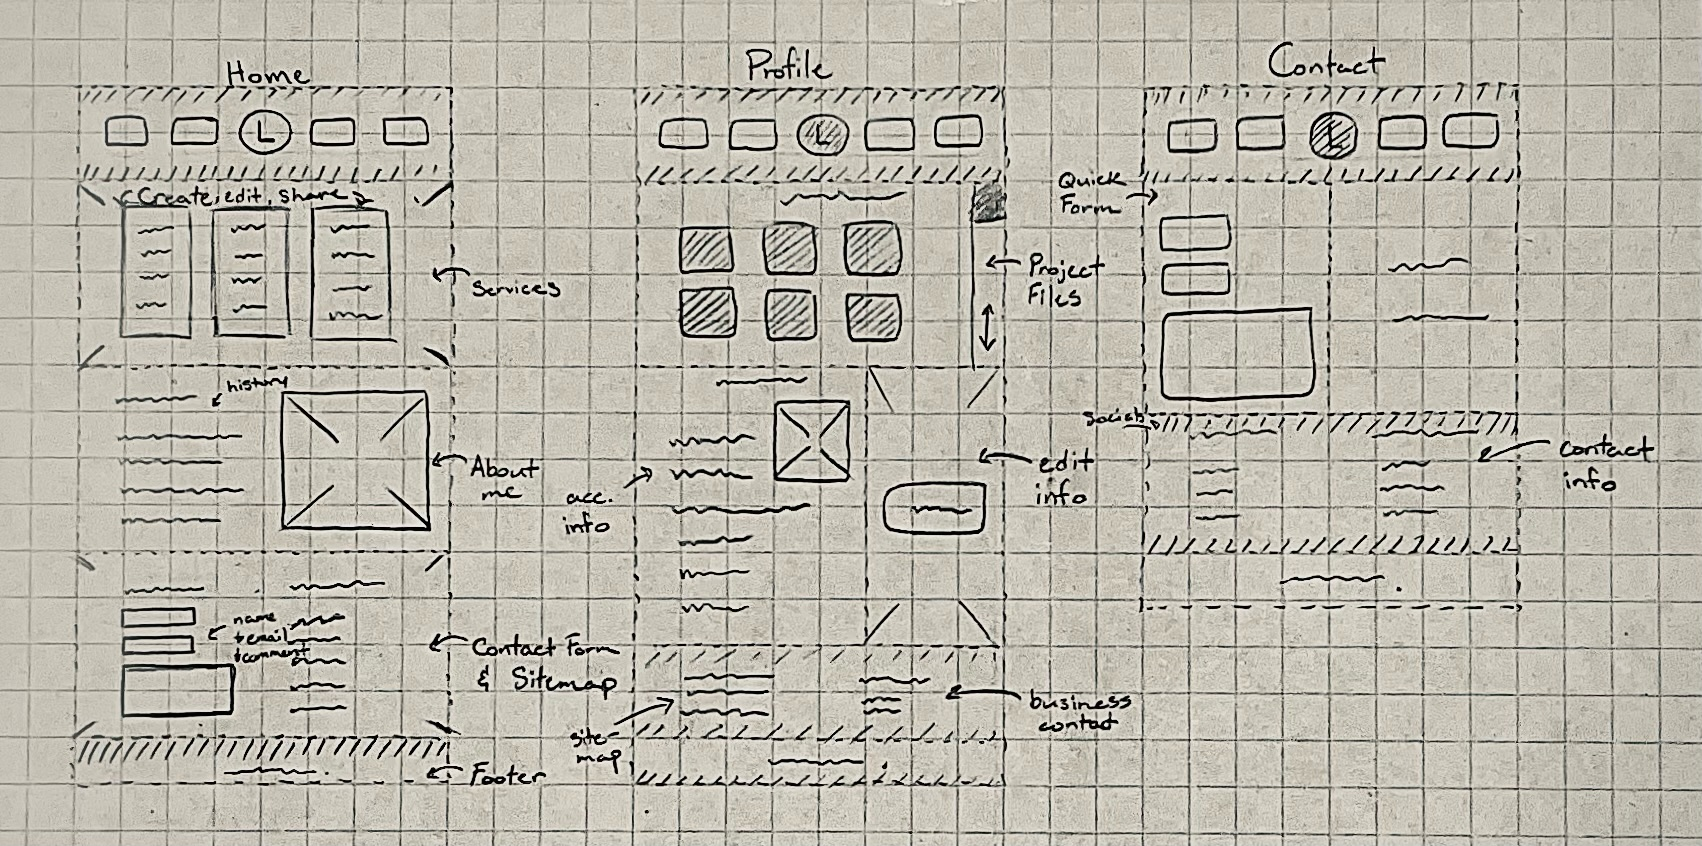 Home
L
Create, edit, share
Services
history
About
me
name
+ email
+ comment
Contact Form
& Sitemap
Footer
Profile
L
Project
Files
acc.
info
edit
info
site-
map
business
contact
Contact
L
Quick
Form
Socials
contact
info